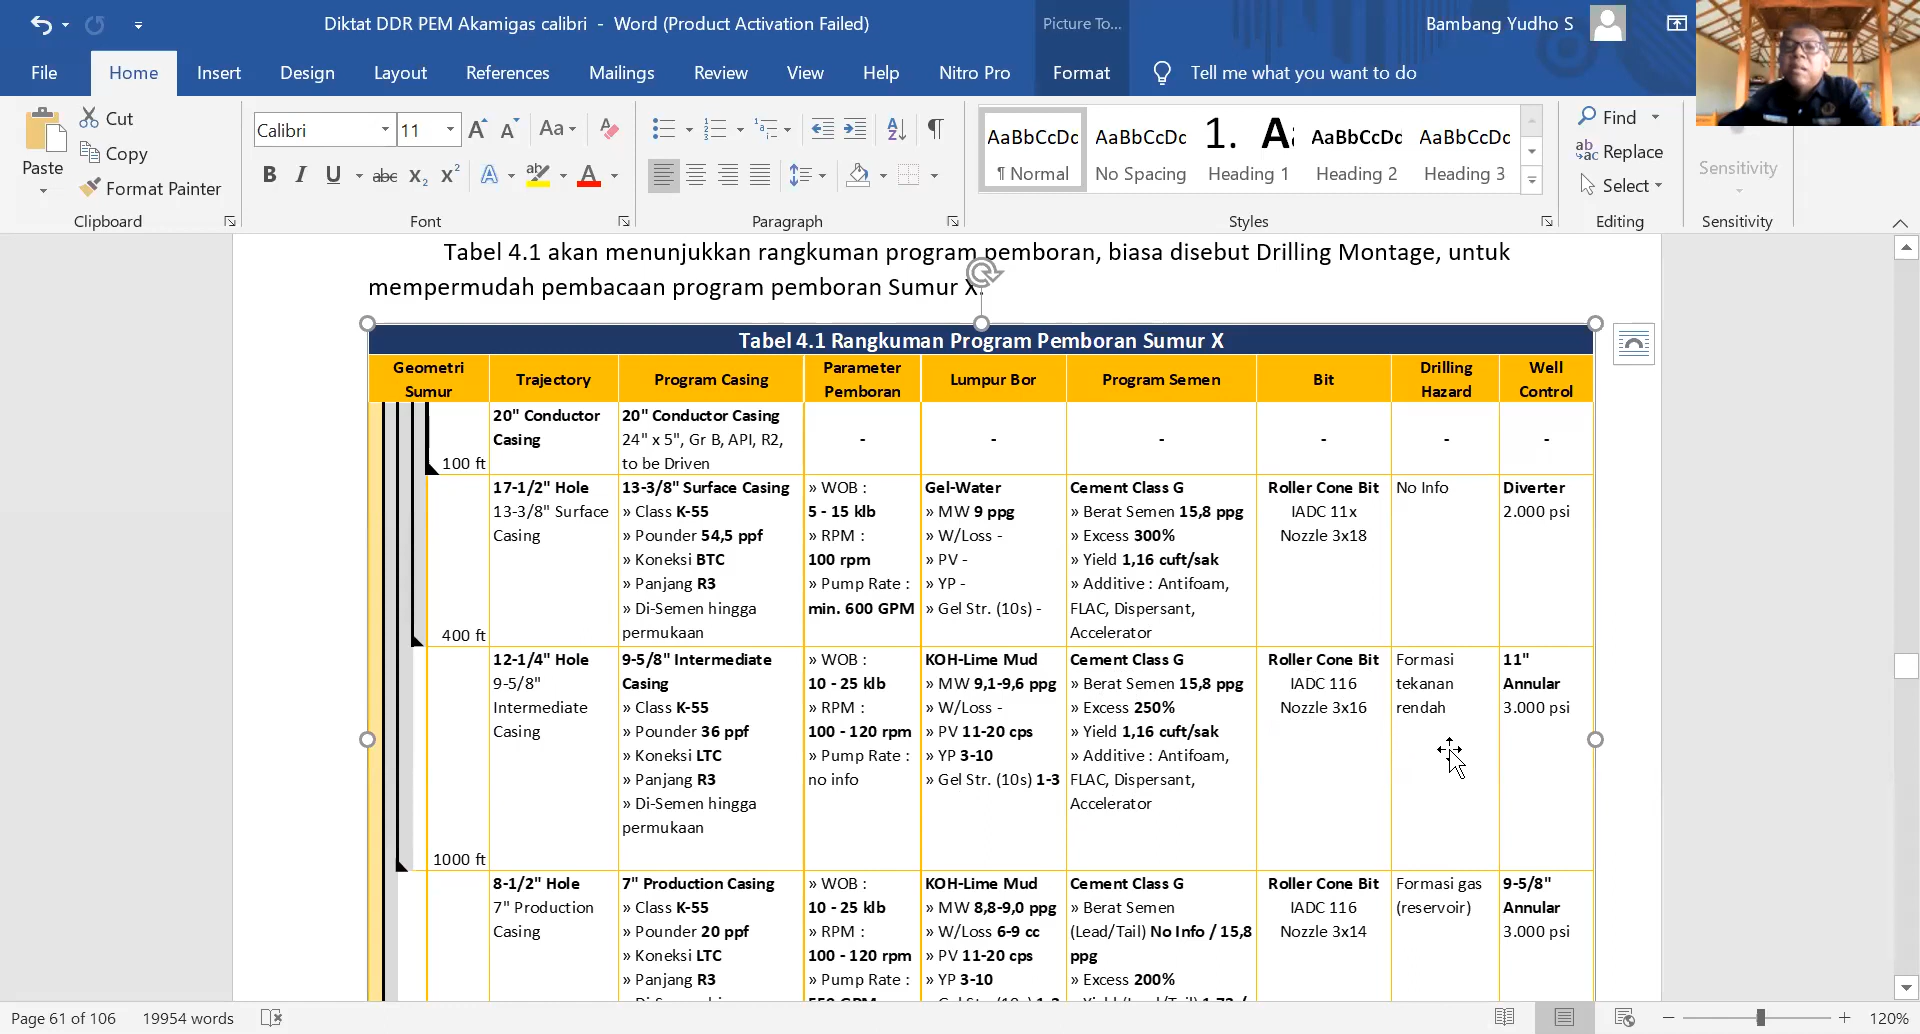 Diktat DDR PEM Akamigas calibri - Word (Product Activation Failed)
Picture To...
Bambang Yudho S
File Home Insert Design Layout References Mailings Review View Help Nitro Pro Format Tell me what you want to do
Paste
Cut
Copy
Format Painter
Clipboard
Calibri 11
Font
Paragraph
AaBbCcDc AaBbCcDc 1. Aa AaBbCcDc AaBbCcDc
¶ Normal No Spacing Heading 1 Heading 2 Heading 3
Styles
Find
Replace
Select
Editing
Sensitivity
Sensitivity
Tabel 4.1 akan menunjukkan rangkuman program pemboran, biasa disebut Drilling Montage, untuk
mempermudah pembacaan program pemboran Sumur X.
Tabel 4.1 Rangkuman Program Pemboran Sumur X
Geometri Sumur
Trajectory
Program Casing
Parameter Pemboran
Lumpur Bor
Program Semen
Bit
Drilling Hazard
Well Control
100 ft
20" Conductor
Casing
20" Conductor Casing
24" x 5", Gr B, API, R2,
to be Driven
- - - - - -
400 ft
17-1/2" Hole
13-3/8" Surface
Casing
13-3/8" Surface Casing
» Class K-55
» Pounder 54,5 ppf
» Koneksi BTC
» Panjang R3
» Di-Semen hingga
permukaan
» WOB :
5 - 15 klb
» RPM :
100 rpm
» Pump Rate :
min. 600 GPM
Gel-Water
» MW 9 ppg
» W/Loss -
» PV -
» YP -
» Gel Str. (10s) -
Cement Class G
» Berat Semen 15,8 ppg
» Excess 300%
» Yield 1,16 cuft/sak
» Additive : Antifoam,
FLAC, Dispersant,
Accelerator
Roller Cone Bit
IADC 11x
Nozzle 3x18
No Info
Diverter
2.000 psi
1000 ft
12-1/4" Hole
9-5/8"
Intermediate
Casing
9-5/8" Intermediate
Casing
» Class K-55
» Pounder 36 ppf
» Koneksi LTC
» Panjang R3
» Di-Semen hingga
permukaan
» WOB :
10 - 25 klb
» RPM :
100 - 120 rpm
» Pump Rate :
no info
KOH-Lime Mud
» MW 9,1-9,6 ppg
» W/Loss -
» PV 11-20 cps
» YP 3-10
» Gel Str. (10s) 1-3
Cement Class G
» Berat Semen 15,8 ppg
» Excess 250%
» Yield 1,16 cuft/sak
» Additive : Antifoam,
FLAC, Dispersant,
Accelerator
Roller Cone Bit
IADC 116
Nozzle 3x16
Formasi
tekanan
rendah
11"
Annular
3.000 psi
8-1/2" Hole
7" Production
Casing
7" Production Casing
» Class K-55
» Pounder 20 ppf
» Koneksi LTC
» Panjang R3
» WOB :
10 - 25 klb
» RPM :
100 - 120 rpm
» Pump Rate :
KOH-Lime Mud
» MW 8,8-9,0 ppg
» W/Loss 6-9 cc
» PV 11-20 cps
» YP 3-10
Cement Class G
» Berat Semen
(Lead/Tail) No Info / 15,8
ppg
» Excess 200%
Roller Cone Bit
IADC 116
Nozzle 3x14
Formasi gas
(reservoir)
9-5/8"
Annular
3.000 psi
Page 61 of 106 19954 words
120%